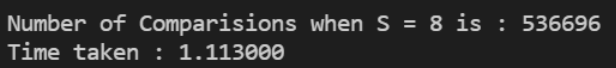 Number of Comparisions when S = 8 is : 536696
Time taken : 1.113000